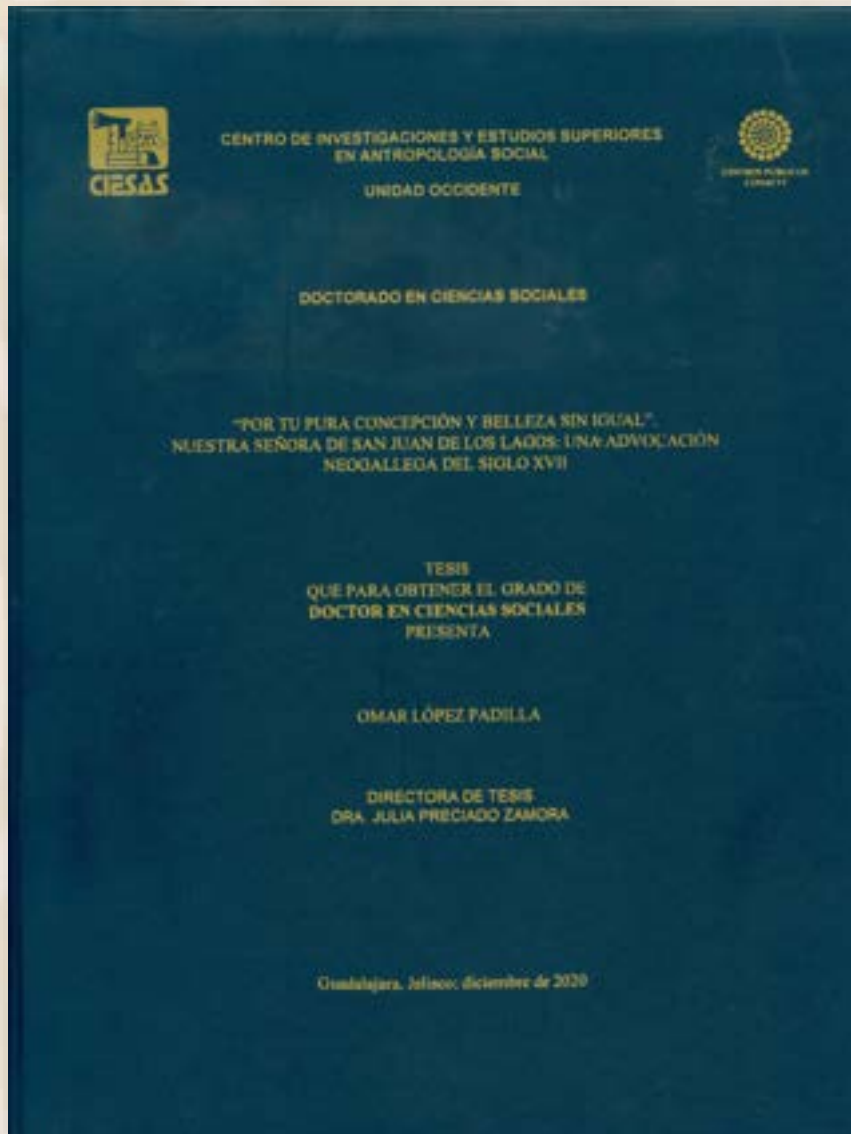 CIESAS
CENTRO DE INVESTIGACIONES Y ESTUDIOS SUPERIORES
EN ANTROPOLOGÍA SOCIAL
UNIDAD OCCIDENTE
DOCTORADO EN CIENCIAS SOCIALES
"POR TU PURA CONCEPCIÓN Y BELLEZA SIN IGUAL".
NUESTRA SEÑORA DE SAN JUAN DE LOS LAGOS: UNA ADVOCACIÓN
NEOGALLEGA DEL SIGLO XVII
TESIS
QUE PARA OBTENER EL GRADO DE
DOCTOR EN CIENCIAS SOCIALES
PRESENTA
OMAR LÓPEZ PADILLA
DIRECTORA DE TESIS
DRA. JULIA PRECIADO ZAMORA
Guadalajara, Jalisco; diciembre de 2020